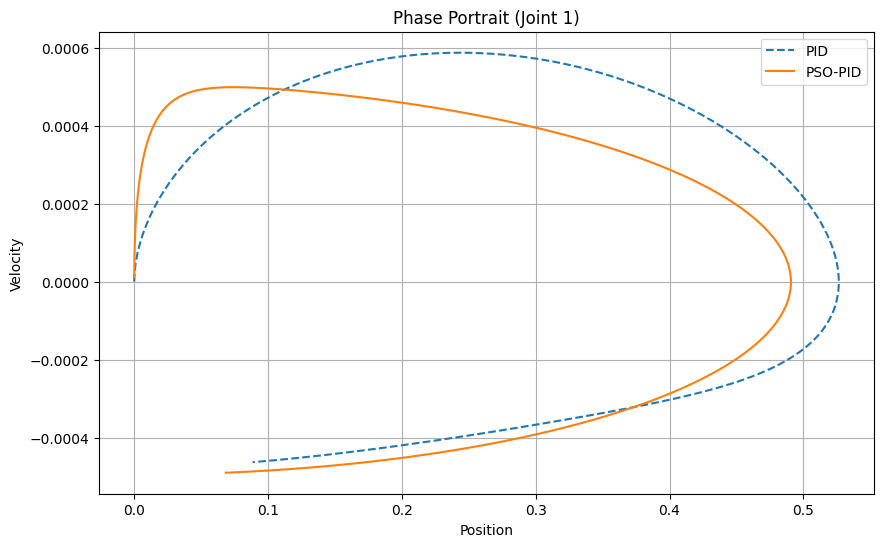 Phase Portrait (Joint 1)
PID
PSO-PID
0.0006
0.0004
0.0002
0.0000
−0.0002
−0.0004
Velocity
0.0
0.1
0.2
0.3
0.4
0.5
Position